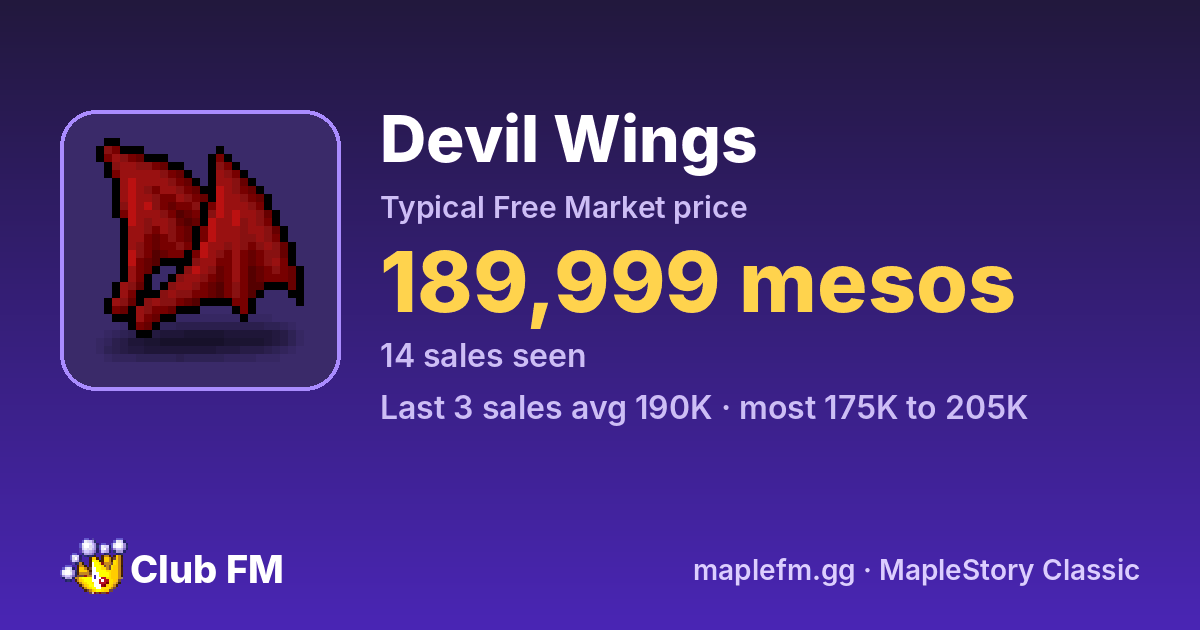 Devil Wings
Typical Free Market price
189,999 mesos
14 sales seen
Last 3 sales avg 190K · most 175K to 205K
Club FM
maplefm.gg · MapleStory Classic